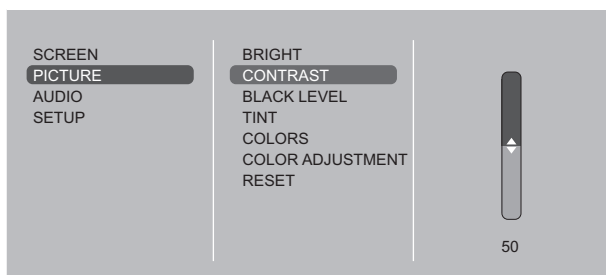 SCREEN
PICTURE
AUDIO
SETUP
BRIGHT
CONTRAST
BLACK LEVEL
TINT
COLORS
COLOR ADJUSTMENT
RESET
50